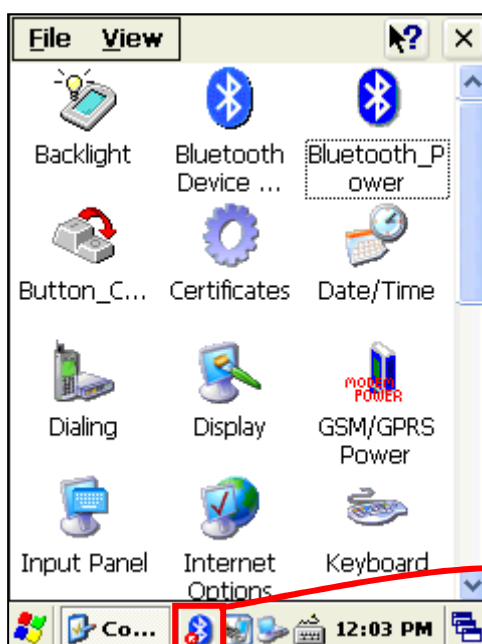 File View ?
Backlight
Bluetooth
Device ...
Bluetooth_P
ower
Button_C...
Certificates
Date/Time
Dialing
Display
MODEM
POWER
GSM/GPRS
Power
Input Panel
Internet
Options
Keyboard
Co... 12:03 PM